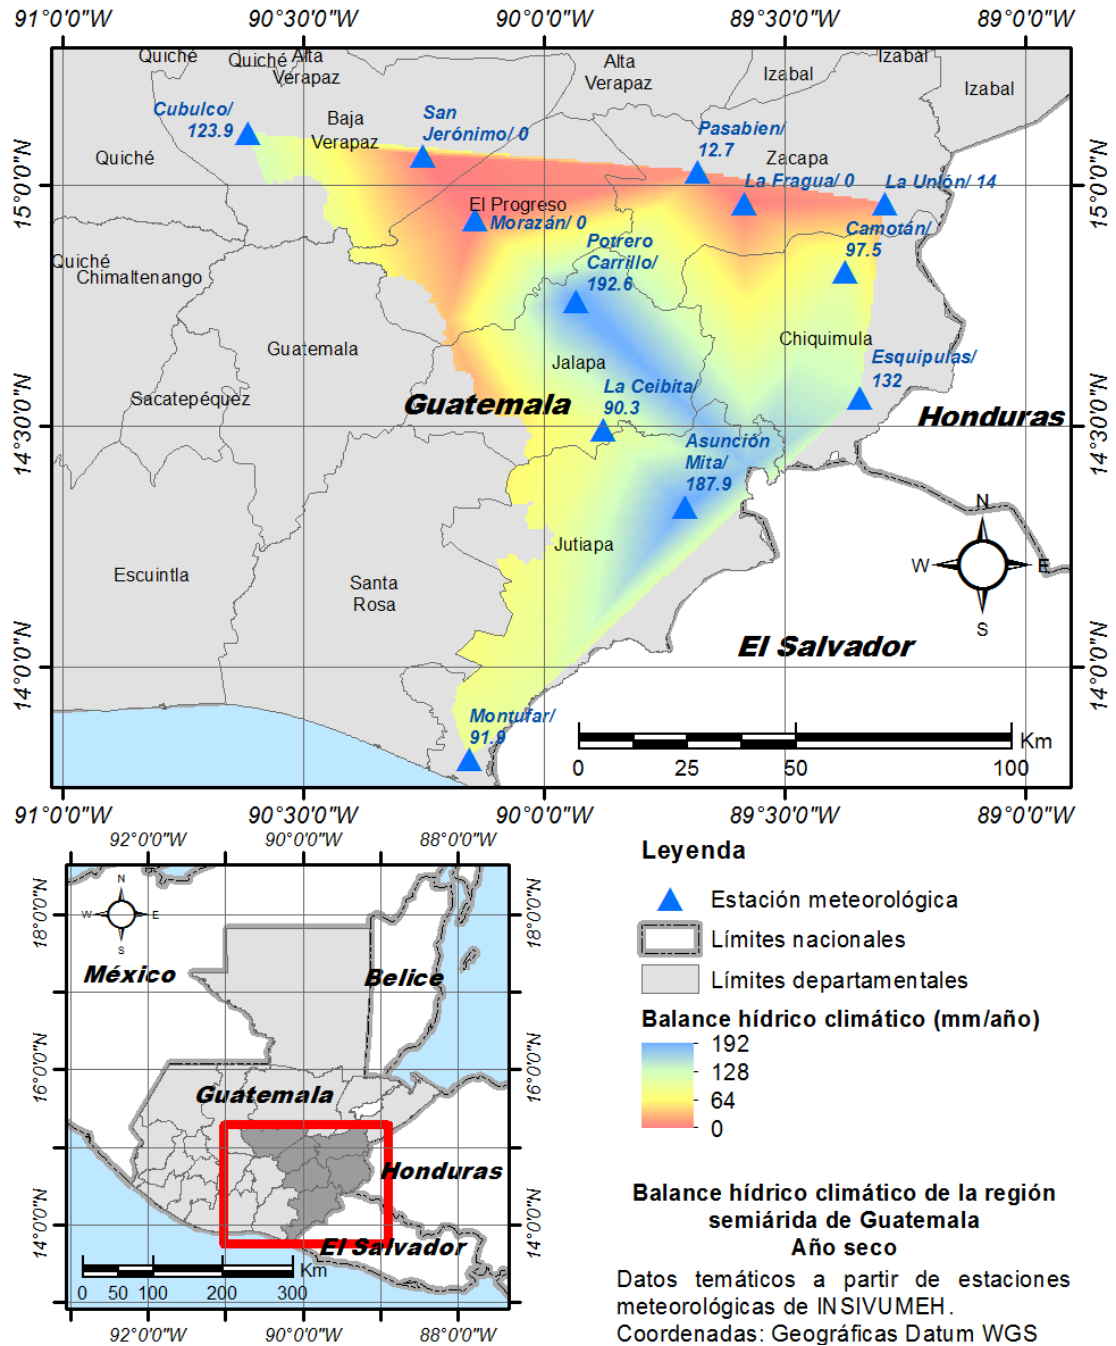 91°0'0"W 90°30'0"W 90°0'0"W 89°30'0"W 89°0'0"W
Quiché
Quiché
Alta
Verapaz
Alta
Verapaz
Izabal
Izabal
Izabal
Cubulco/
123.9
Baja
Verapaz
San
Jerónimo/ 0
Pasabien/
12.7
Zacapa
Quiché
La Fragua/ 0
La Unión/ 14
15°0'0"N
15°0'0"N
El Progreso
Morazán/ 0
Camotán/
97.5
Potrero
Carrillo/
192.6
Quiché
Chimaltenango
Guatemala
Chiquimula
Jalapa
Esquipulas/
132
Sacatepéquez
La Ceibita/
90.3
Guatemala
Honduras
14°30'0"N
14°30'0"N
Asunción
Mita/
187.9
Jutiapa
Escuintla
Santa
Rosa
N
W
E
S
El Salvador
14°0'0"N
14°0'0"N
Montufar/
91.9
Km
0 25 50 100
91°0'0"W 90°30'0"W 90°0'0"W 89°30'0"W 89°0'0"W
92°0'0"W 90°0'0"W 88°0'0"W
N
W
E
S
18°0'0"N
18°0'0"N
México
Belice
16°0'0"N
16°0'0"N
Guatemala
Honduras
14°0'0"N
14°0'0"N
El Salvador
Km
0 50 100 200 300
92°0'0"W 90°0'0"W 88°0'0"W
Leyenda
Estación meteorológica
Límites nacionales
Límites departamentales
Balance hídrico climático (mm/año)
192
128
64
0
Balance hídrico climático de la región
semiárida de Guatemala
Año seco
Datos temáticos a partir de estaciones
meteorológicas de INSIVUMEH.
Coordenadas: Geográficas Datum WGS